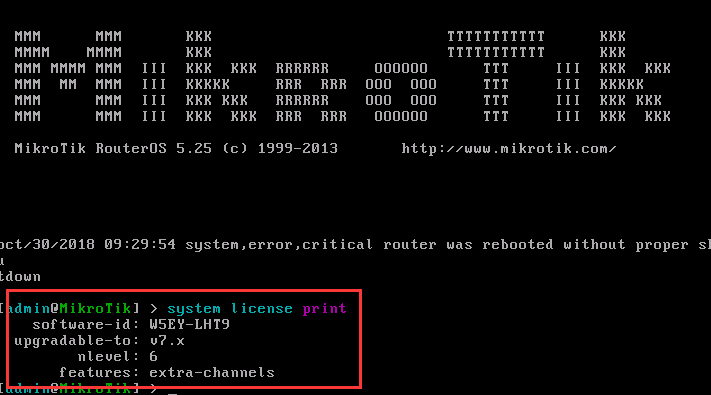 MMM MMM KKK TTTTTTTTTTT KKK
MMMM MMMM KKK TTTTTTTTTTT KKK
MMM MMMM MMM III KKK KKK RRRRRR OOOOOO TTT III KKK KKK
MMM MM MMM III KKKKK RRR RRR OOO OOO TTT III KKKKK
MMM MMM III KKK KKK RRRRRR OOO OOO TTT III KKK KKK
MMM MMM III KKK KKK RRR RRR OOOOOO TTT III KKK KKK
MikroTik RouterOS 5.25 (c) 1999-2013 http://www.mikrotik.com/
oct/30/2018 09:29:54 system,error,critical router was rebooted without proper sh
u
tdown
[admin@MikroTik] > system license print
software-id: W5EY-LHT9
upgradable-to: v7.x
nlevel: 6
features: extra-channels
[admin@MikroTik] > _